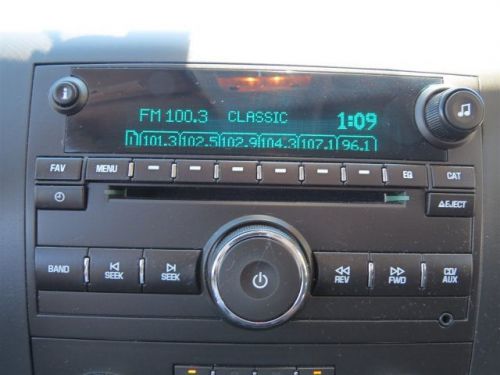 FM 100.3 CLASSIC 1:09
101.3 102.5 102.9 104.3 107.1 96.1
FAV MENU EQ CAT
EJECT
BAND SEEK SEEK REV FWD CD/
AUX